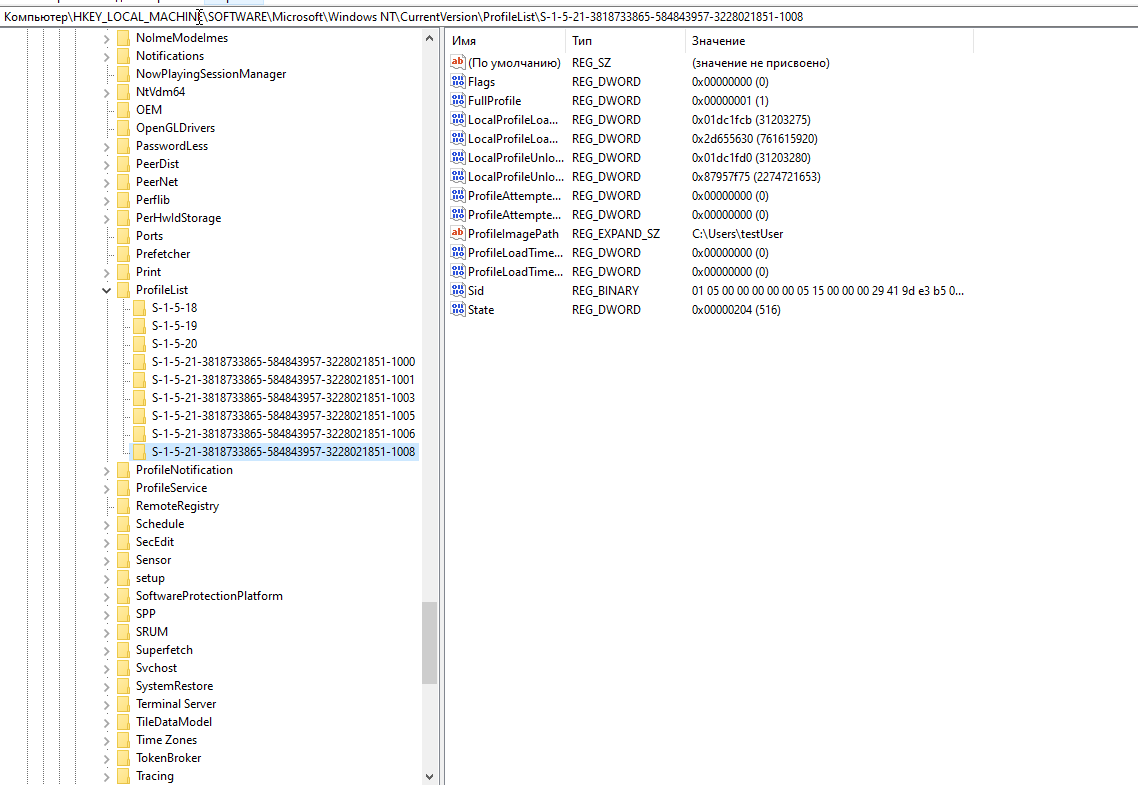 Компьютер\HKEY_LOCAL_MACHINE\SOFTWARE\Microsoft\Windows NT\CurrentVersion\ProfileList\S-1-5-21-3818733865-584843957-3228021851-1008
NolmeModelmes
Notifications
NowPlayingSessionManager
NtVdm64
OEM
OpenGLDrivers
PasswordLess
PeerDist
PeerNet
Perflib
PerHwIdStorage
Ports
Prefetcher
Print
ProfileList
S-1-5-18
S-1-5-19
S-1-5-20
S-1-5-21-3818733865-584843957-3228021851-1000
S-1-5-21-3818733865-584843957-3228021851-1001
S-1-5-21-3818733865-584843957-3228021851-1003
S-1-5-21-3818733865-584843957-3228021851-1005
S-1-5-21-3818733865-584843957-3228021851-1006
S-1-5-21-3818733865-584843957-3228021851-1008
ProfileNotification
ProfileService
RemoteRegistry
Schedule
SecEdit
Sensor
setup
SoftwareProtectionPlatform
SPP
SRUM
Superfetch
Svchost
SystemRestore
Terminal Server
TileDataModel
Time Zones
TokenBroker
Tracing
Имя Тип Значение
(По умолчанию) REG_SZ (значение не присвоено)
Flags REG_DWORD 0x00000000 (0)
FullProfile REG_DWORD 0x00000001 (1)
LocalProfileLoa... REG_DWORD 0x01dc1fcb (31203275)
LocalProfileLoa... REG_DWORD 0x2d655630 (761615920)
LocalProfileUnlo... REG_DWORD 0x01dc1fd0 (31203280)
LocalProfileUnlo... REG_DWORD 0x87957f75 (2274721653)
ProfileAttempte... REG_DWORD 0x00000000 (0)
ProfileAttempte... REG_DWORD 0x00000000 (0)
ProfileImagePath REG_EXPAND_SZ C:\Users\testUser
ProfileLoadTime... REG_DWORD 0x00000000 (0)
ProfileLoadTime... REG_DWORD 0x00000000 (0)
Sid REG_BINARY 01 05 00 00 00 00 00 05 15 00 00 00 29 41 9d e3 b5 0...
State REG_DWORD 0x00000204 (516)